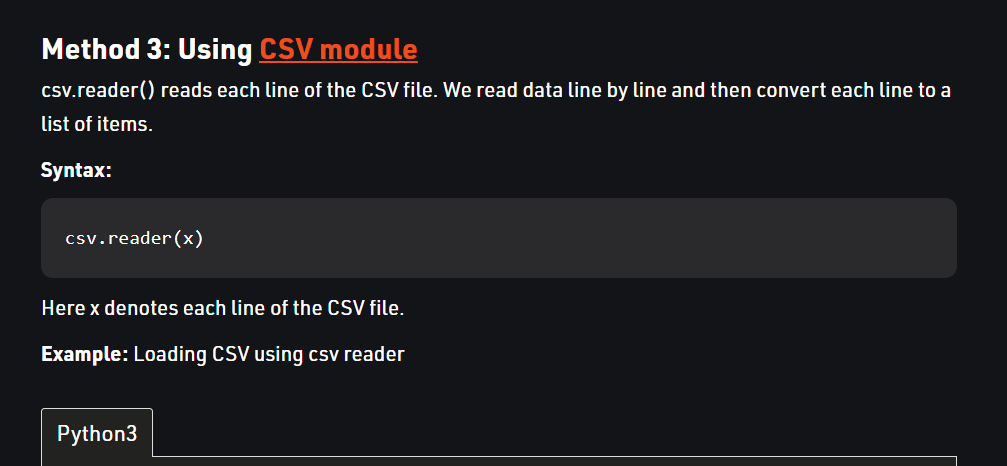 Method 3: Using CSV module
csv.reader() reads each line of the CSV file. We read data line by line and then convert each line to a
list of items.
Syntax:
csv.reader(x)
Here x denotes each line of the CSV file.
Example: Loading CSV using csv reader
Python3